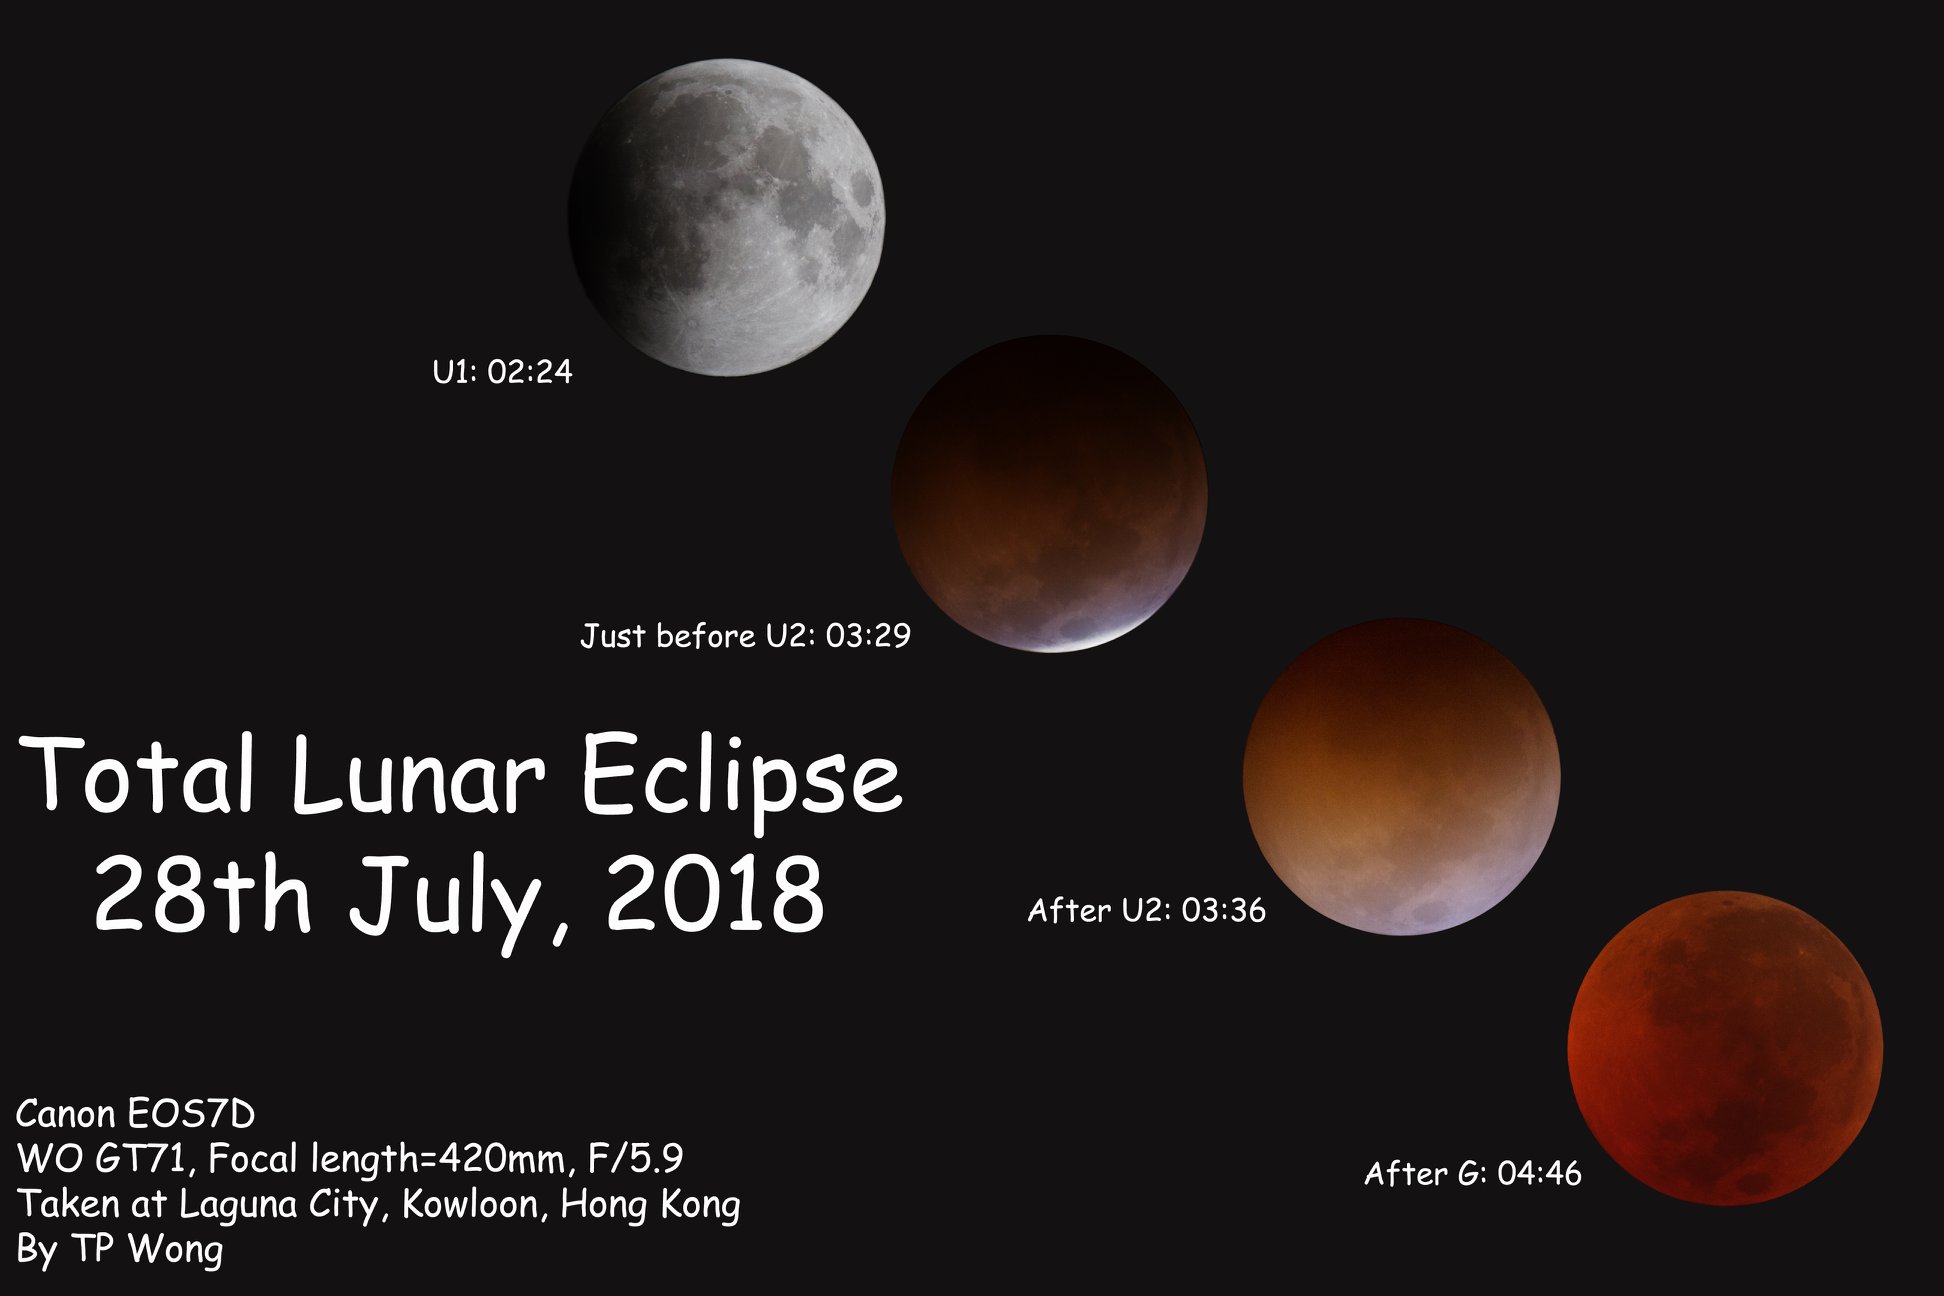 U1: 02:24
Just before U2: 03:29
Total Lunar Eclipse
28th July, 2018
After U2: 03:36
After G: 04:46
Canon EOS7D
WO GT71, Focal length=420mm, F/5.9
Taken at Laguna City, Kowloon, Hong Kong
By TP Wong